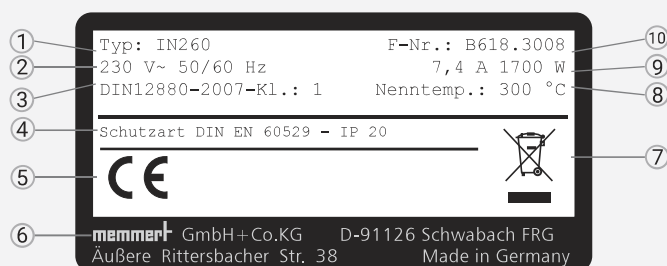 1 Typ: IN260 F-Nr.: B618.3008 10
2 230 V~ 50/60 Hz 7,4 A 1700 W 9
3 DIN12880-2007-Kl.: 1 Nenntemp.: 300 °C 8
4 Schutzart DIN EN 60529 - IP 20
5 CE 7
6 memmert GmbH+Co.KG D-91126 Schwabach FRG
Äußere Rittersbacher Str. 38 Made in Germany